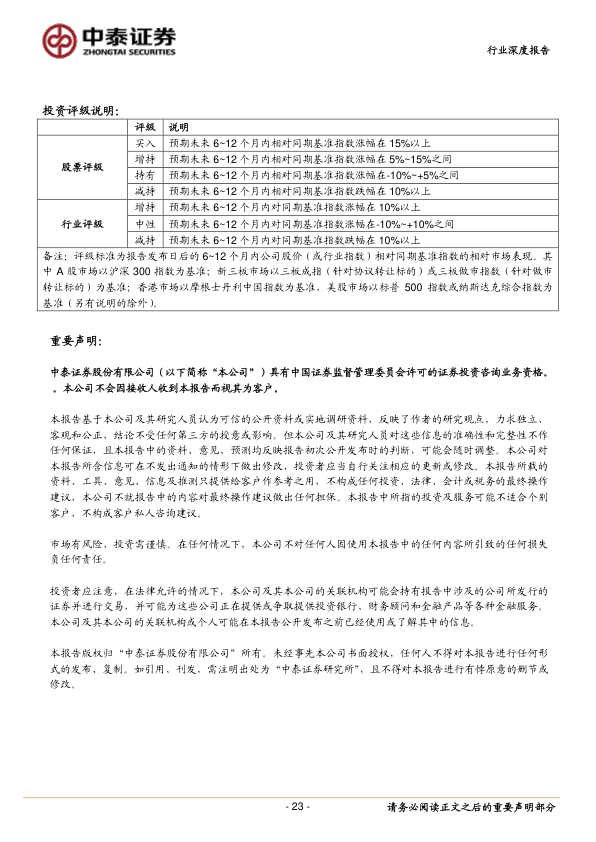 中泰证券
ZHONGTAI SECURITIES
行业深度报告
投资评级说明：
评级 说明
股票评级
买入 预期未来 6~12 个月内相对同期基准指数涨幅在 15%以上
增持 预期未来 6~12 个月内相对同期基准指数涨幅在 5%~15%之间
持有 预期未来 6~12 个月内相对同期基准指数涨幅在-10%~+5%之间
减持 预期未来 6~12 个月内相对同期基准指数跌幅在 10%以上
行业评级
增持 预期未来 6~12 个月内对同期基准指数涨幅在 10%以上
中性 预期未来 6~12 个月内对同期基准指数涨幅在-10%~+10%之间
减持 预期未来 6~12 个月内对同期基准指数跌幅在 10%以上
备注：评级标准为报告发布日后的 6~12 个月内公司股价（或行业指数）相对同期基准指数的相对市场表现。其
中 A 股市场以沪深 300 指数为基准；新三板市场以三板成指（针对协议转让标的）或三板做市指数（针对做市
转让标的）为基准；香港市场以摩根士丹利中国指数为基准，美股市场以标普 500 指数或纳斯达克综合指数为
基准（另有说明的除外）。
重要声明：
中泰证券股份有限公司（以下简称“本公司”）具有中国证券监督管理委员会许可的证券投资咨询业务资格。
。本公司不会因接收人收到本报告而视其为客户。
本报告基于本公司及其研究人员认为可信的公开资料或实地调研资料，反映了作者的研究观点，力求独立、
客观和公正，结论不受任何第三方的授意或影响。但本公司及其研究人员对这些信息的准确性和完整性不作
任何保证，且本报告中的资料、意见、预测均反映报告初次公开发布时的判断，可能会随时调整。本公司对
本报告所含信息可在不发出通知的情形下做出修改，投资者应当自行关注相应的更新或修改。本报告所载的
资料、工具、意见、信息及推测只提供给客户作参考之用，不构成任何投资、法律、会计或税务的最终操作
建议，本公司不就报告中的内容对最终操作建议做出任何担保。本报告中所指的投资及服务可能不适合个别
客户，不构成客户私人咨询建议。
市场有风险，投资需谨慎。在任何情况下，本公司不对任何人因使用本报告中的任何内容所引致的任何损失
负任何责任。
投资者应注意，在法律允许的情况下，本公司及其本公司的关联机构可能会持有报告中涉及的公司所发行的
证券并进行交易，并可能为这些公司正在提供或争取提供投资银行、财务顾问和金融产品等各种金融服务。
本公司及其本公司的关联机构或个人可能在本报告公开发布之前已经使用或了解其中的信息。
本报告版权归“中泰证券股份有限公司”所有。未经事先本公司书面授权，任何人不得对本报告进行任何形
式的发布、复制。如引用、刊发，需注明出处为“中泰证券研究所”，且不得对本报告进行有悖原意的删节或
修改。
- 23 -
请务必阅读正文之后的重要声明部分